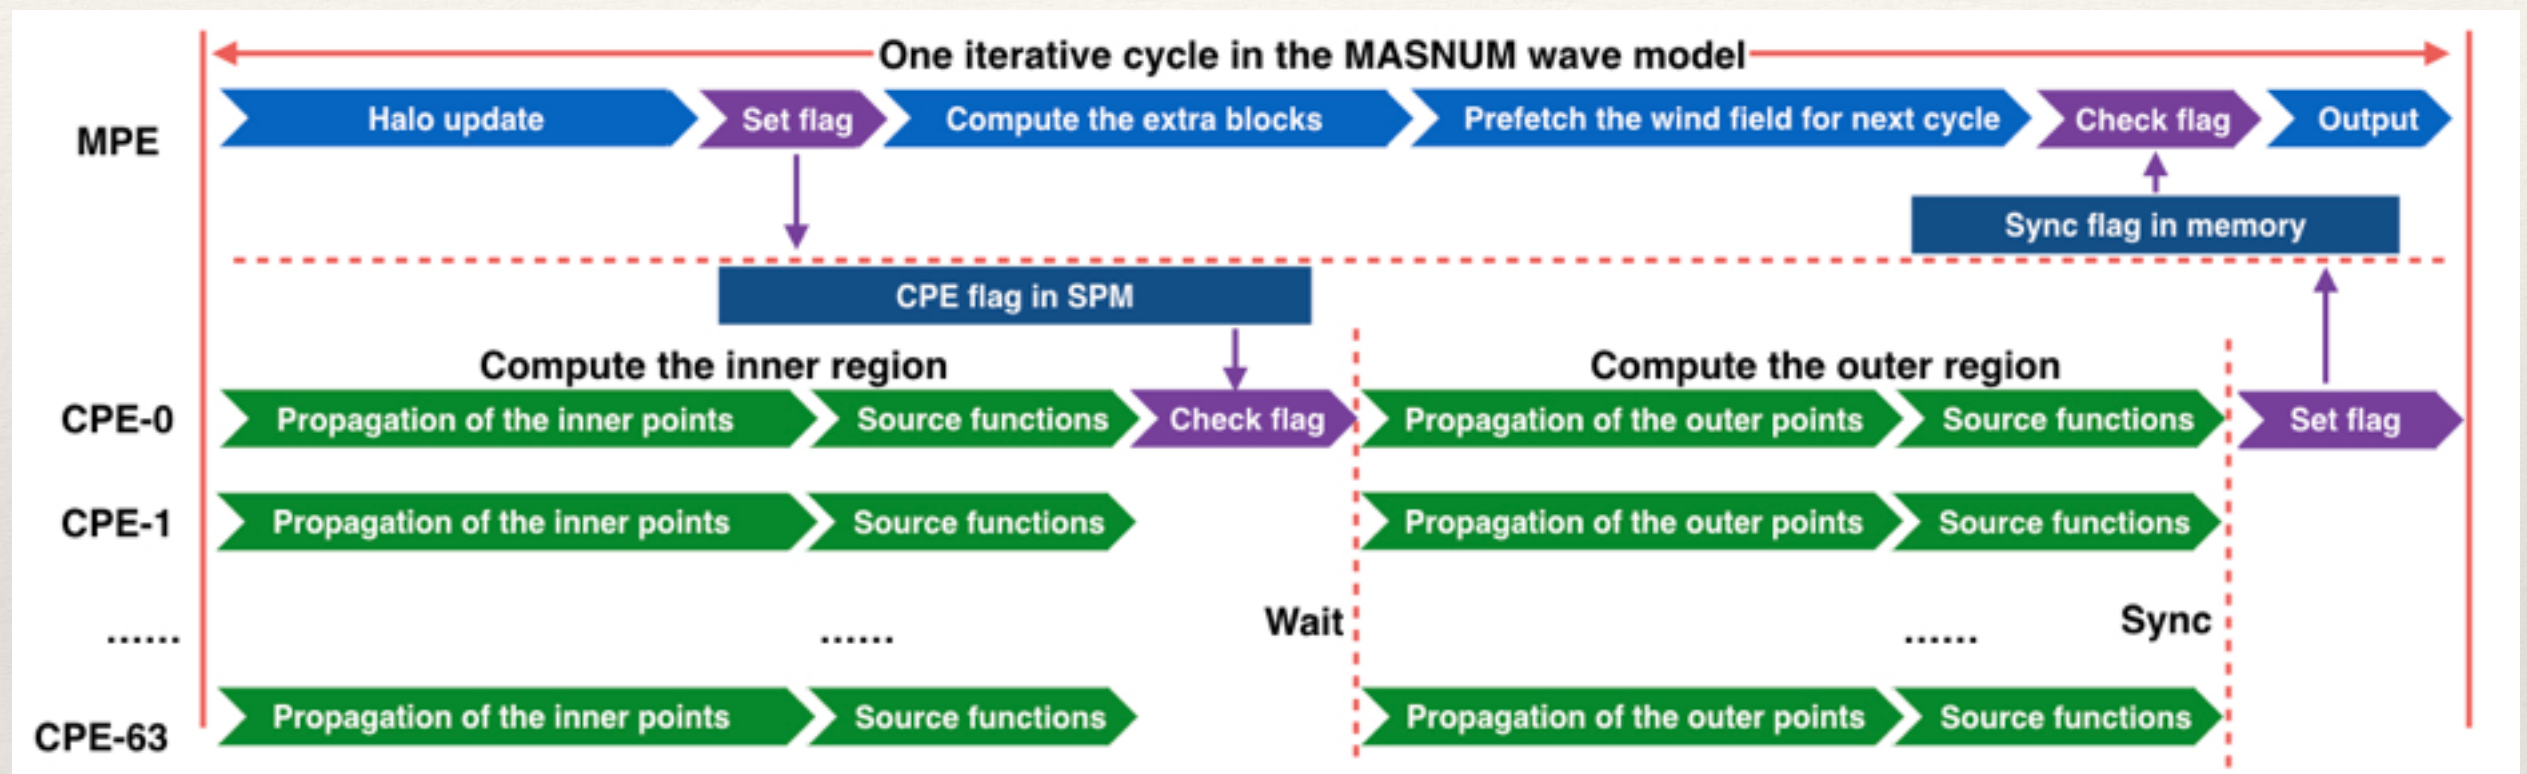 One iterative cycle in the MASNUM wave model
MPE
Halo update
Set flag
Compute the extra blocks
Prefetch the wind field for next cycle
Check flag
Output
Sync flag in memory
CPE flag in SPM
Compute the inner region
Compute the outer region
CPE-0
Propagation of the inner points
Source functions
Check flag
Propagation of the outer points
Source functions
Set flag
CPE-1
Propagation of the inner points
Source functions
Propagation of the outer points
Source functions
......
......
Wait
......
Sync
CPE-63
Propagation of the inner points
Source functions
Propagation of the outer points
Source functions